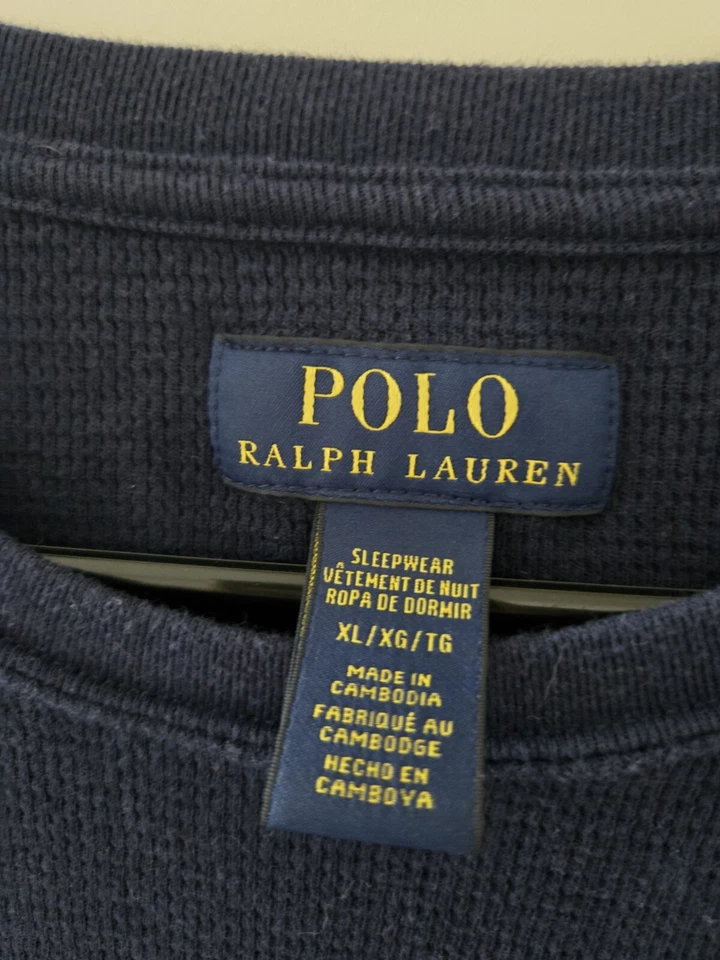 POLO
RALPH LAUREN
SLEEPWEAR
VÊTEMENT DE NUIT
ROPA DE DORMIR
XL/XG/TG
MADE IN
CAMBODIA
FABRIQUÉ AU
CAMBODGE
HECHO EN
CAMBOYA